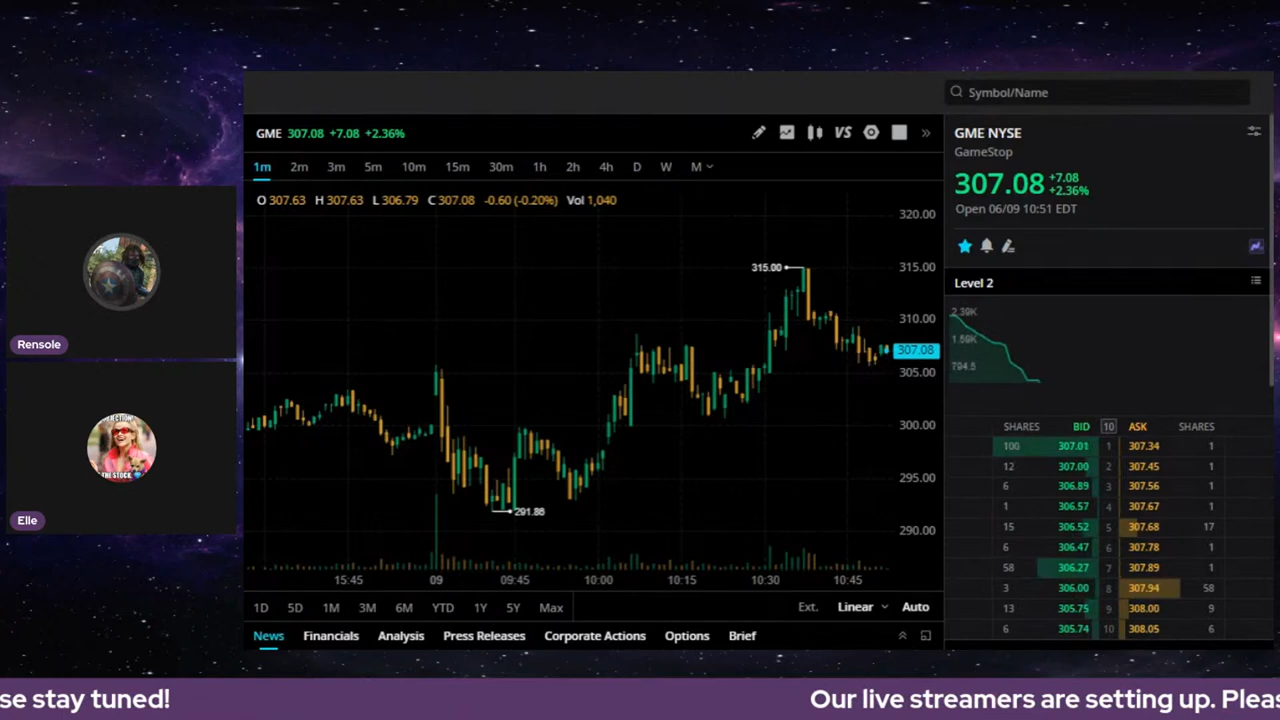 Symbol/Name
GME 307.08 +7.08 +2.36%
VS
1m 2m 3m 5m 10m 15m 30m 1h 2h 4h D W M
O 307.63 H 307.63 L 306.79 C 307.08 -0.60 (-0.20%) Vol 1,040
320.00
315.00
315.00
310.00
307.08
305.00
300.00
295.00
291.86
290.00
15:45 09 09:45 10:00 10:15 10:30 10:45
1D 5D 1M 3M 6M YTD 1Y 5Y Max Ext. Linear Auto
News Financials Analysis Press Releases Corporate Actions Options Brief
GME NYSE
GameStop
307.08 +7.08 +2.36%
Open 06/09 10:51 EDT
Level 2
2.39K
1.59K
794.5
SHARES BID 10 ASK SHARES
100 307.01 1 307.34 1
12 307.00 2 307.45 1
6 306.89 3 307.56 1
1 306.57 4 307.67 1
15 306.52 5 307.68 17
6 306.47 6 307.78 1
58 306.27 7 307.89 1
3 306.00 8 307.94 58
13 305.75 9 308.00 9
6 305.74 10 308.05 6
Rensole
THE STOCK
Elle
se stay tuned! Our live streamers are setting up. Pleas